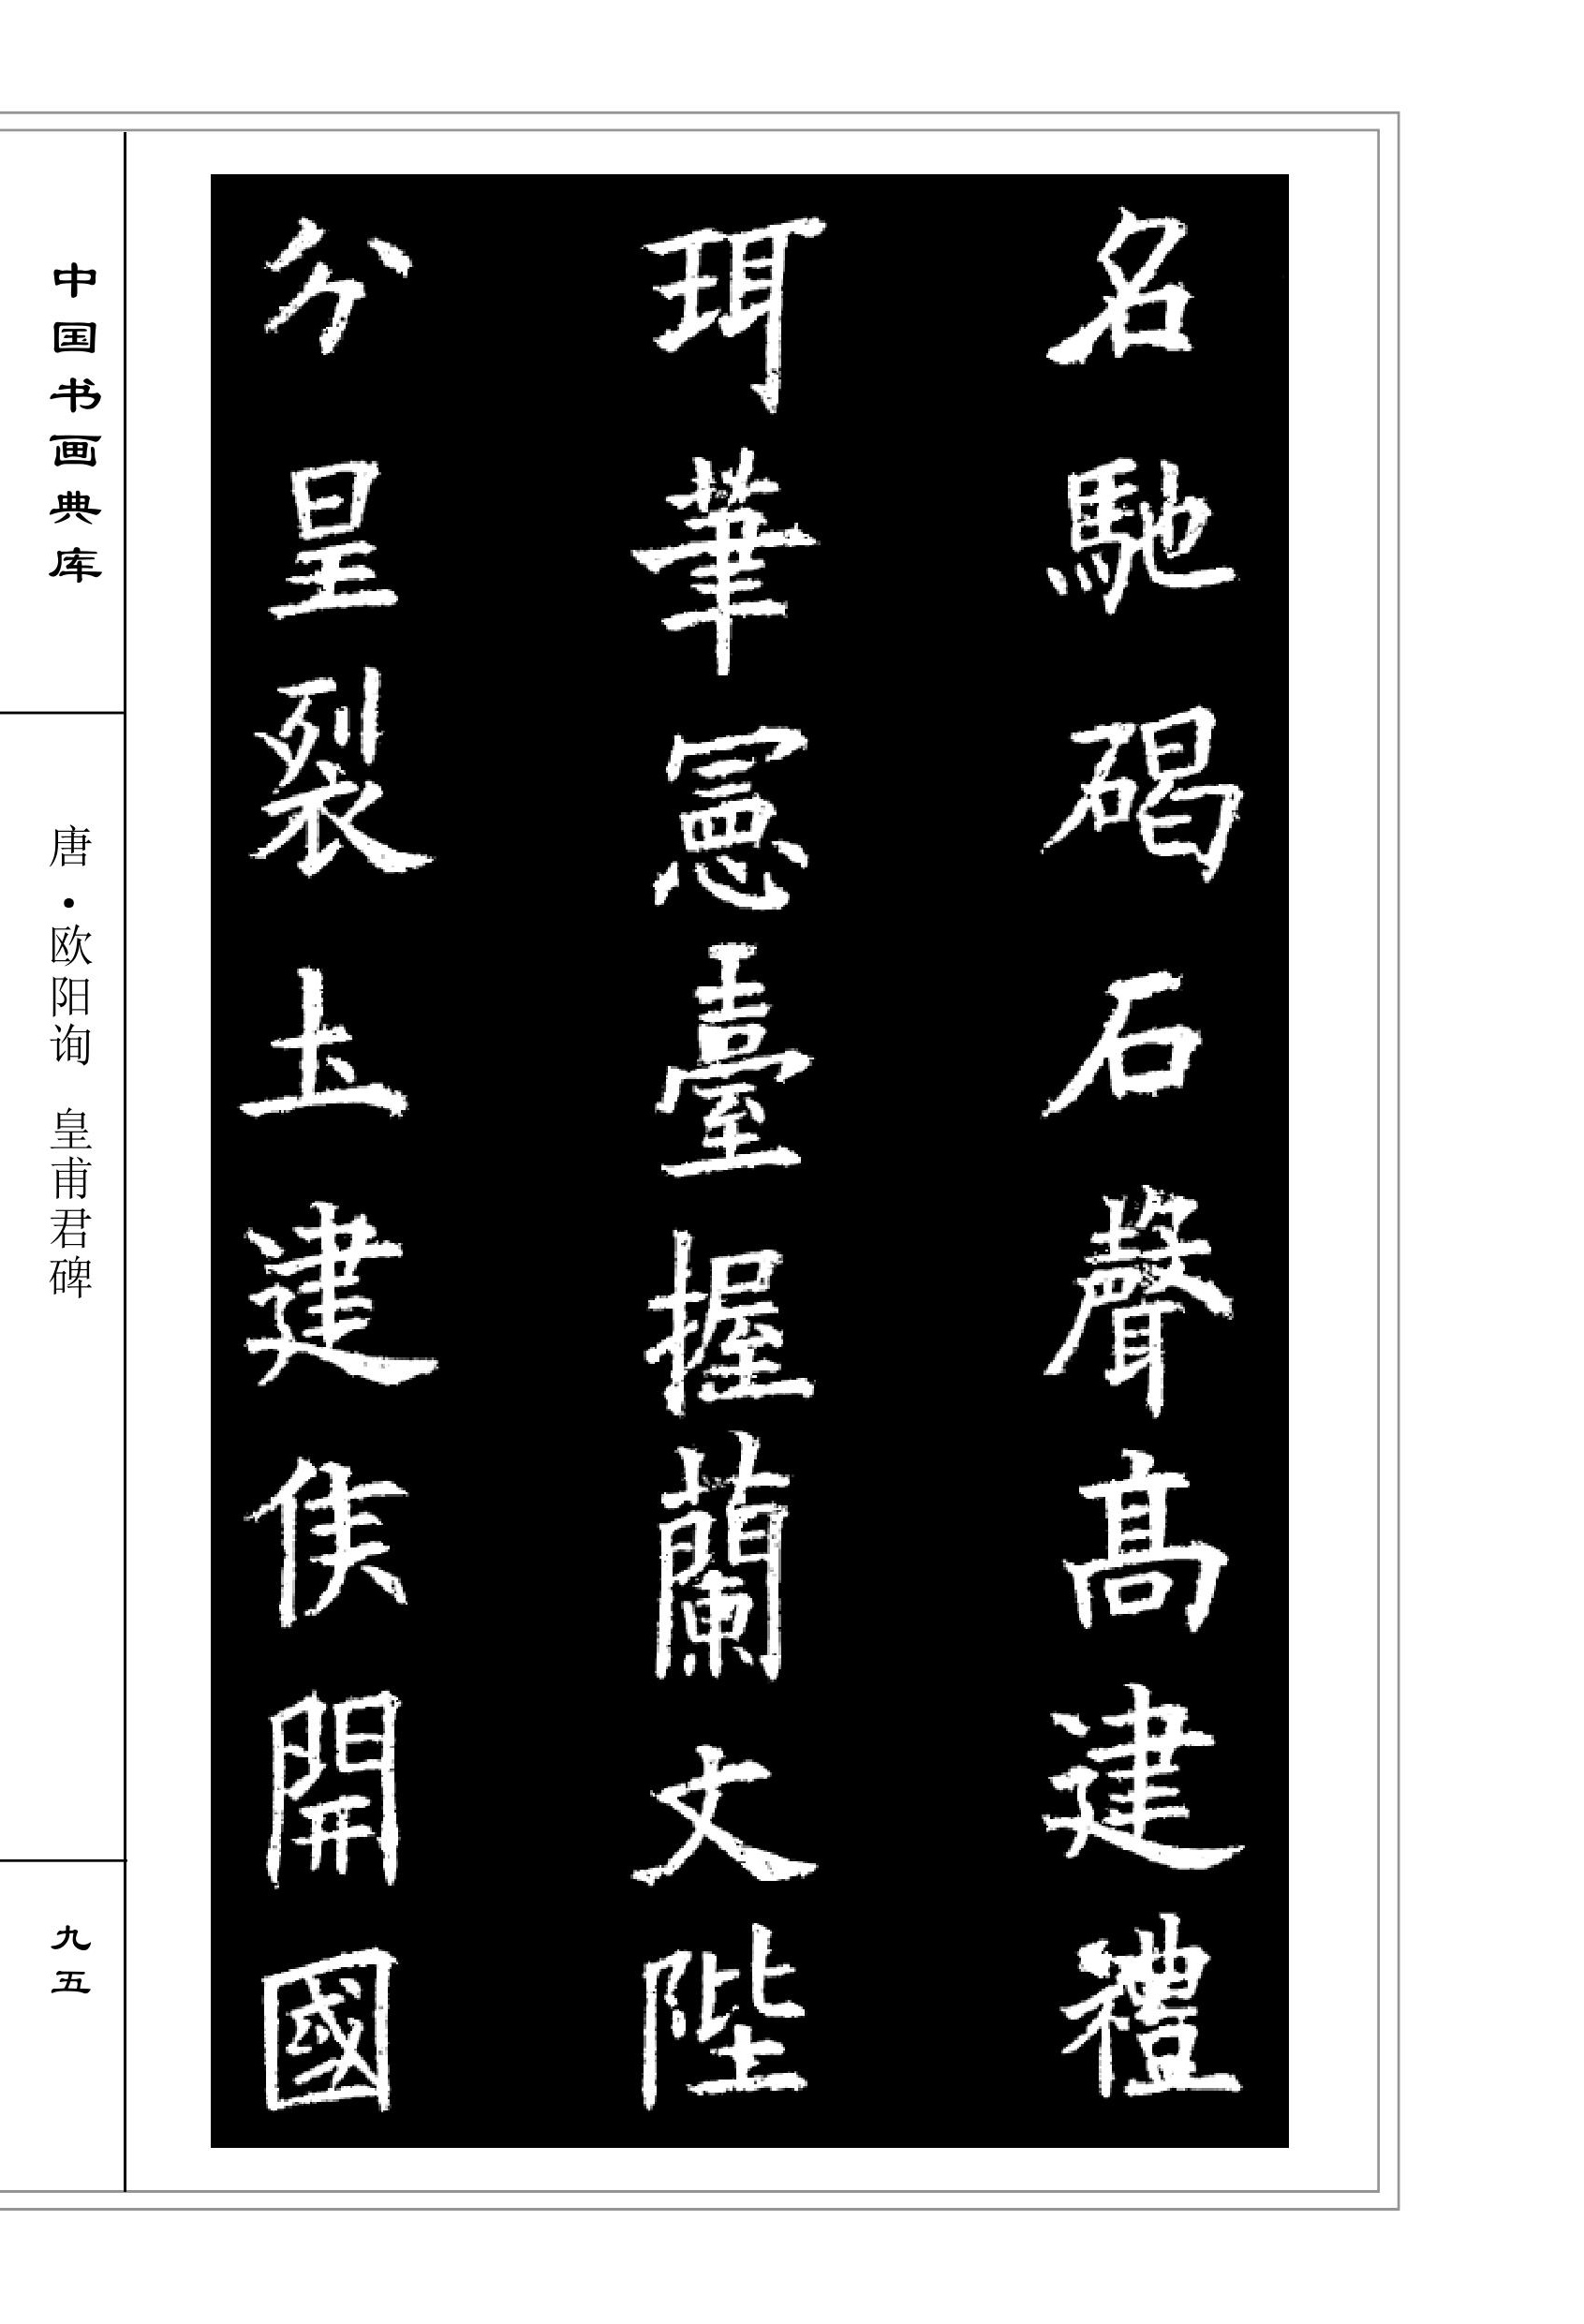 名馳碣石聲髙建禮
珥筆憲臺握蘭文陛
分星裂土建侯開國
中国书画典库
唐·欧阳询 皇甫君碑
九五